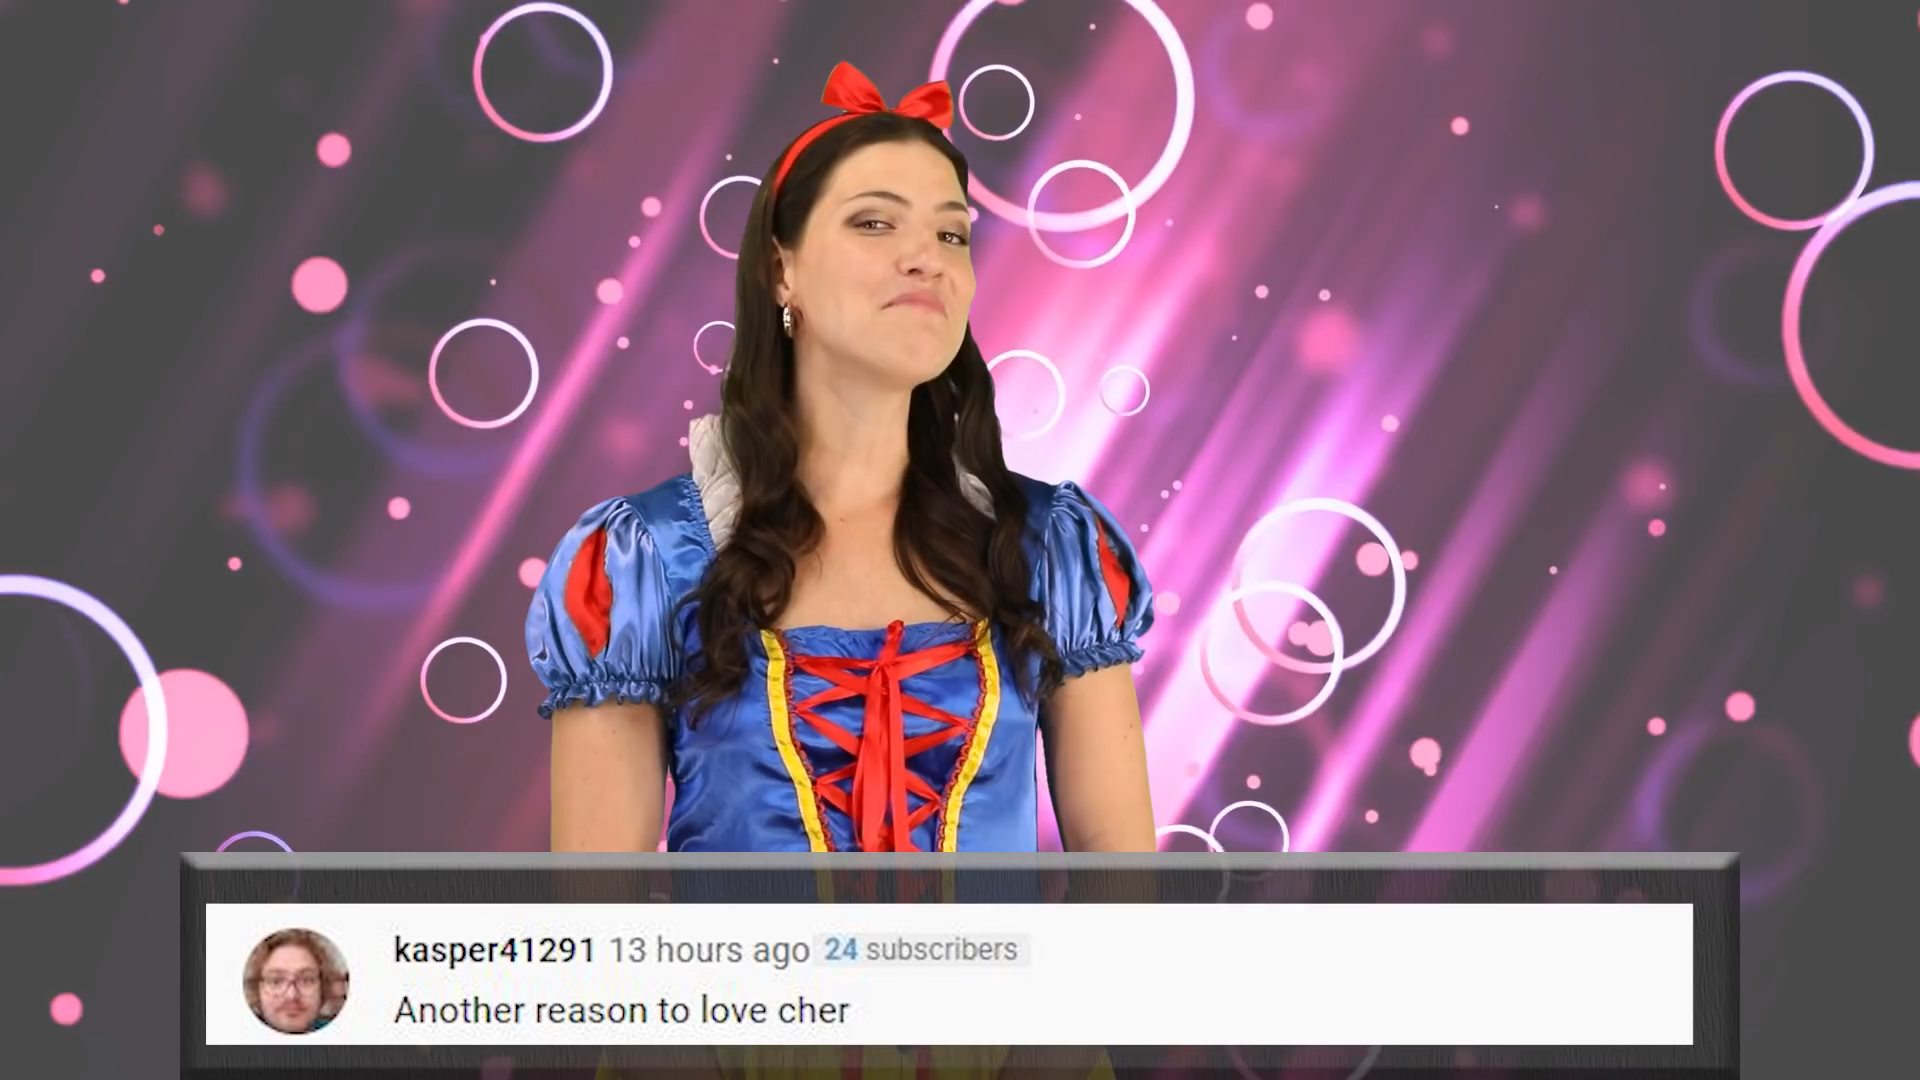 kasper41291 13 hours ago 24 subscribers
Another reason to love cher